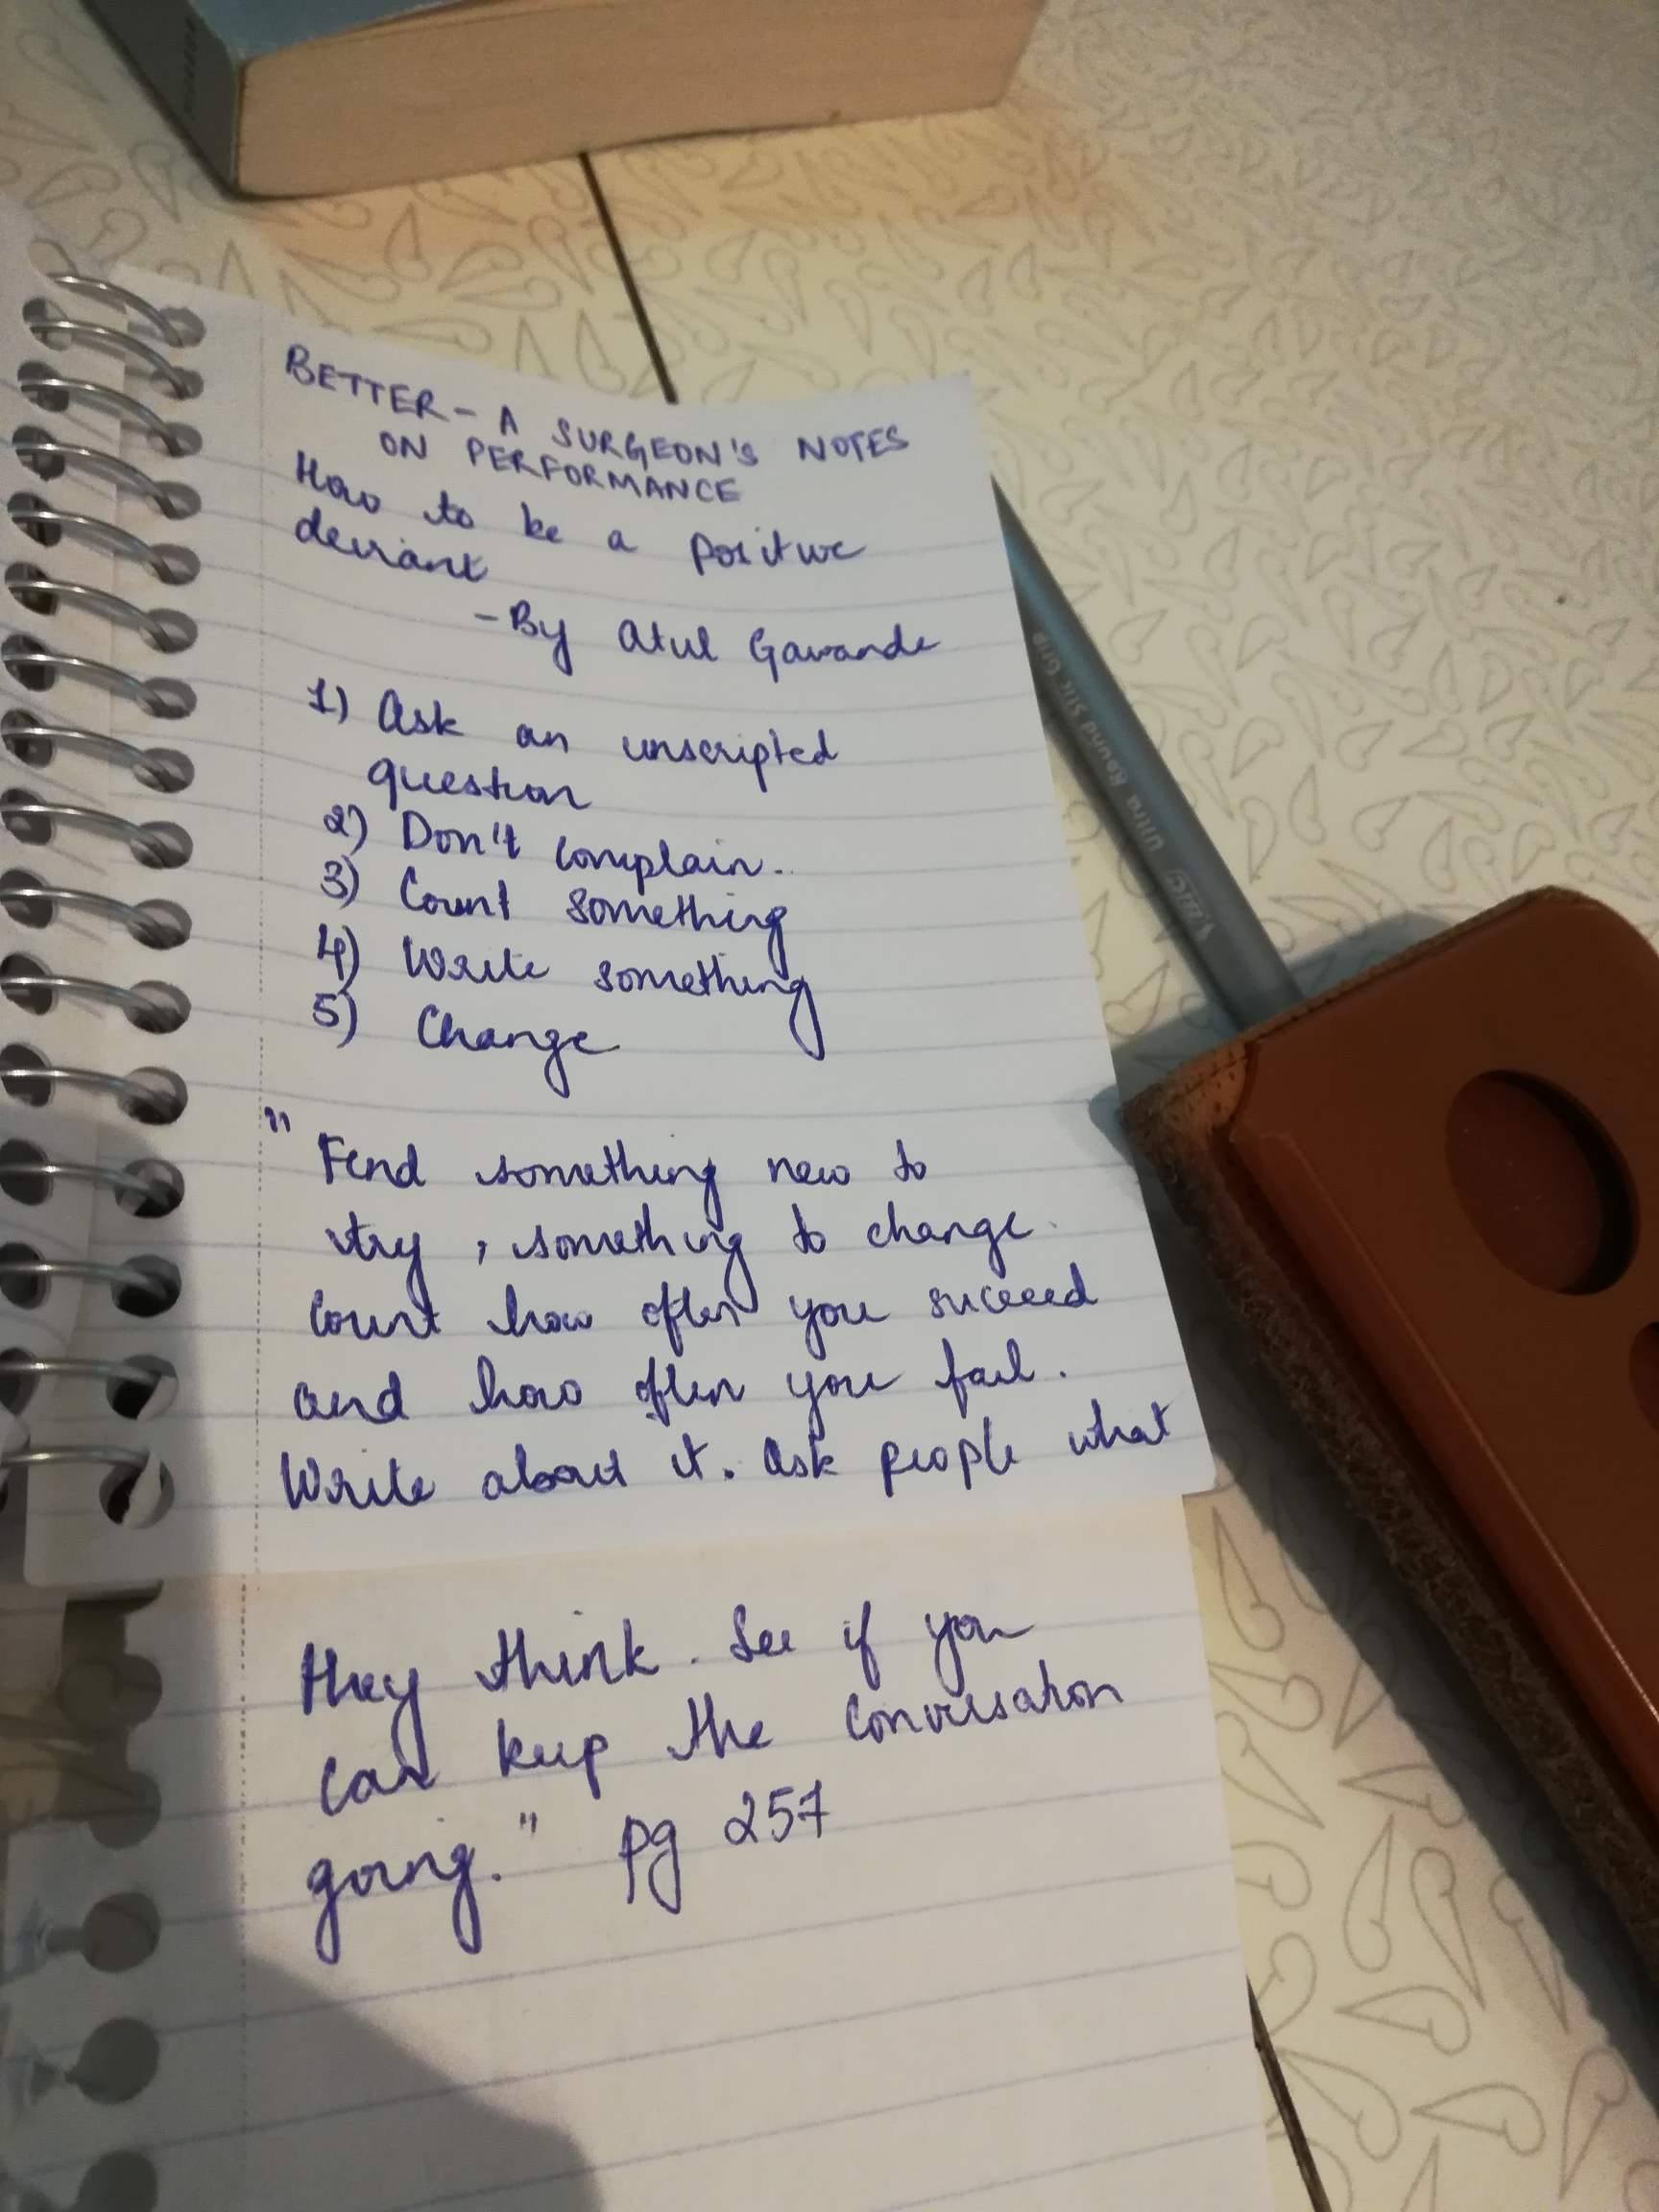 BETTER - A SURGEON'S NOTES
ON PERFORMANCE
How to be a positive
deviant
- By Atul Gawande
1) Ask an unscripted
question
2) Don't complain.
3) Count something
4) Write something
5) Change
"Find something new to
try, something to change.
Count how often you succeed
and how often you fail.
Write about it. Ask people what
they think. See if you
can keep the conversation
going." pg 257
Ultra Bound Stic Grip